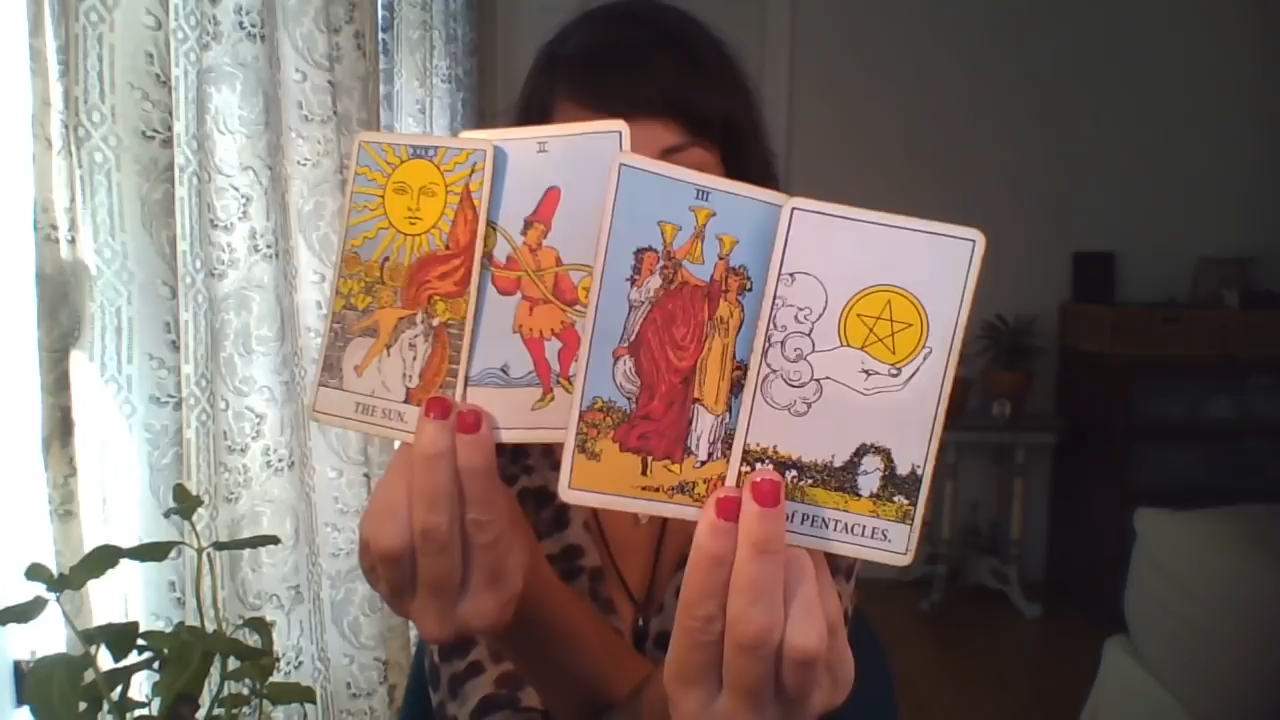 XIX
THE SUN.
II
III
of PENTACLES.